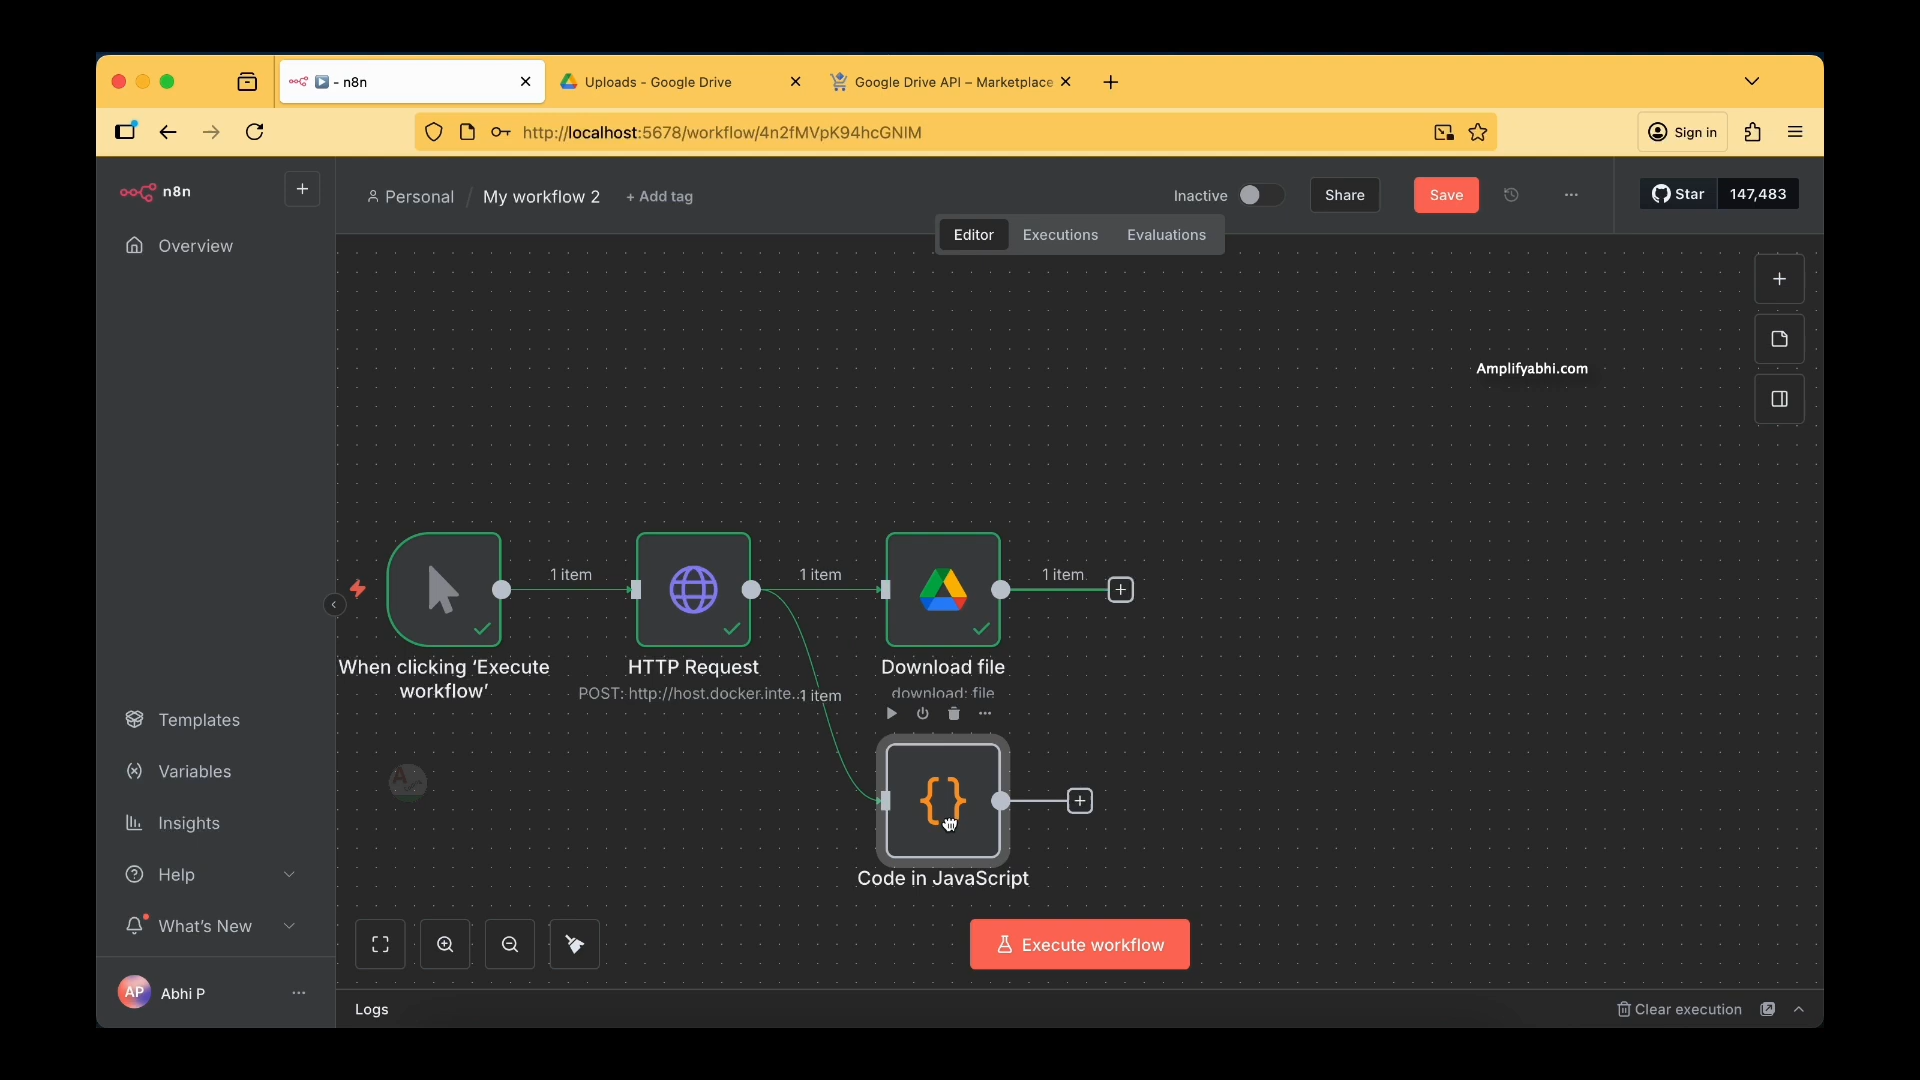 - n8n
Uploads - Google Drive
Google Drive API – Marketplace
http://localhost:5678/workflow/4n2fMVpK94hcGNIM
Sign in
n8n
Personal / My workflow 2 + Add tag
Inactive
Share
Save
Star 147,483
Overview
Editor
Executions
Evaluations
Amplifyabhi.com
1 item
1 item
1 item
When clicking ‘Execute
workflow’
HTTP Request
POST: http://host.docker.inte...
1 item
Download file
download: file
Code in JavaScript
Templates
Variables
Insights
Help
What's New
Execute workflow
AP
Abhi P
Logs
Clear execution